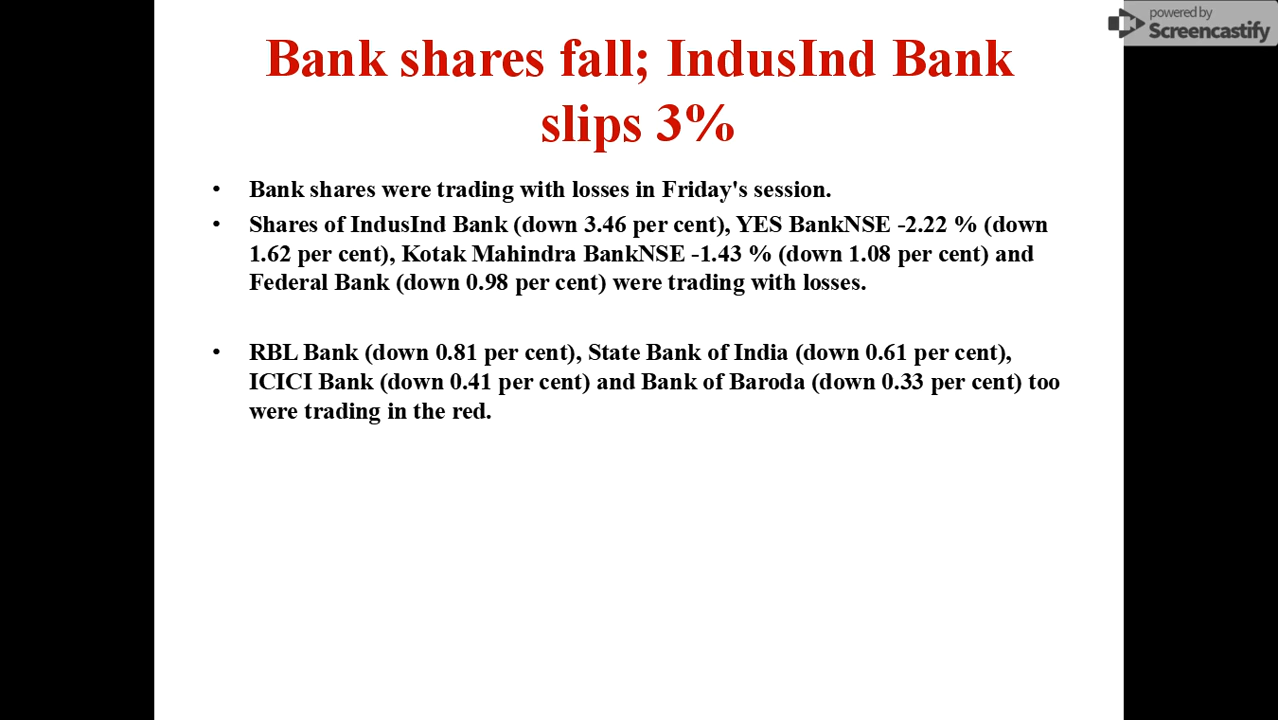 powered by
Screencastify
Bank shares fall; IndusInd Bank
slips 3%
• Bank shares were trading with losses in Friday's session.
• Shares of IndusInd Bank (down 3.46 per cent), YES BankNSE -2.22 % (down
1.62 per cent), Kotak Mahindra BankNSE -1.43 % (down 1.08 per cent) and
Federal Bank (down 0.98 per cent) were trading with losses.
• RBL Bank (down 0.81 per cent), State Bank of India (down 0.61 per cent),
ICICI Bank (down 0.41 per cent) and Bank of Baroda (down 0.33 per cent) too
were trading in the red.